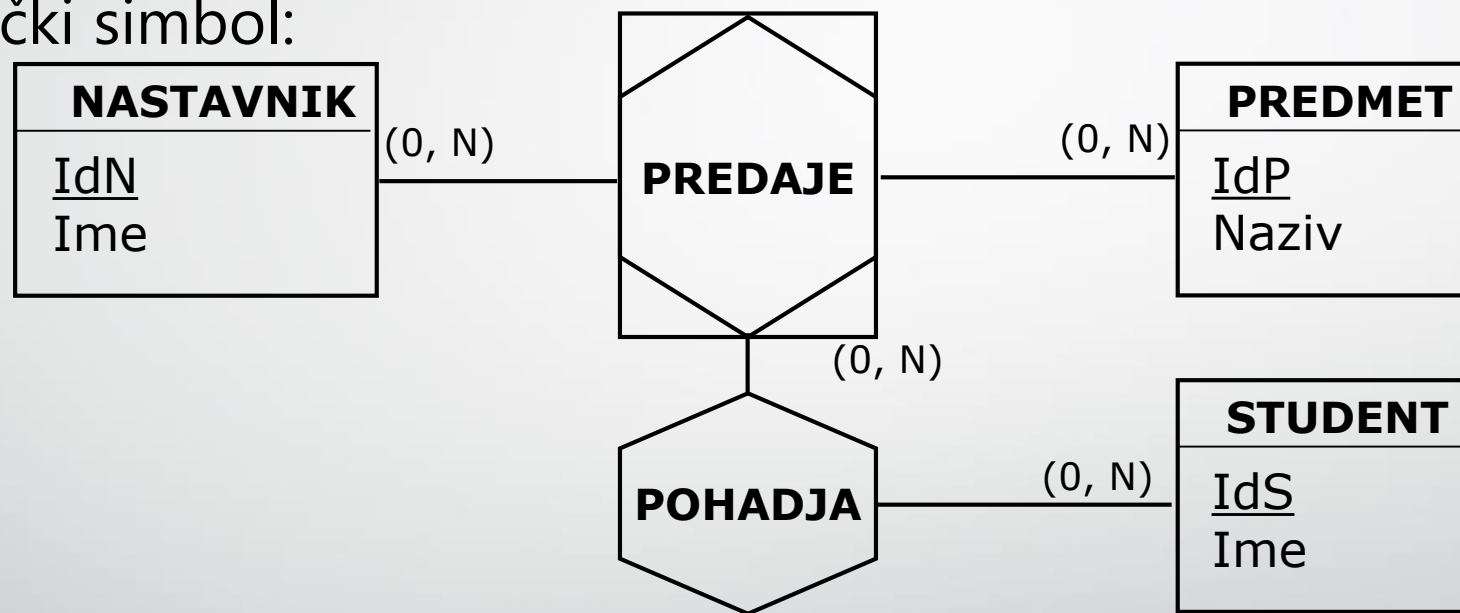 čki simbol:
NASTAVNIK
IdN
Ime
(0, N)
PREDAJE
(0, N)
PREDMET
IdP
Naziv
(0, N)
POHADJA
(0, N)
STUDENT
IdS
Ime